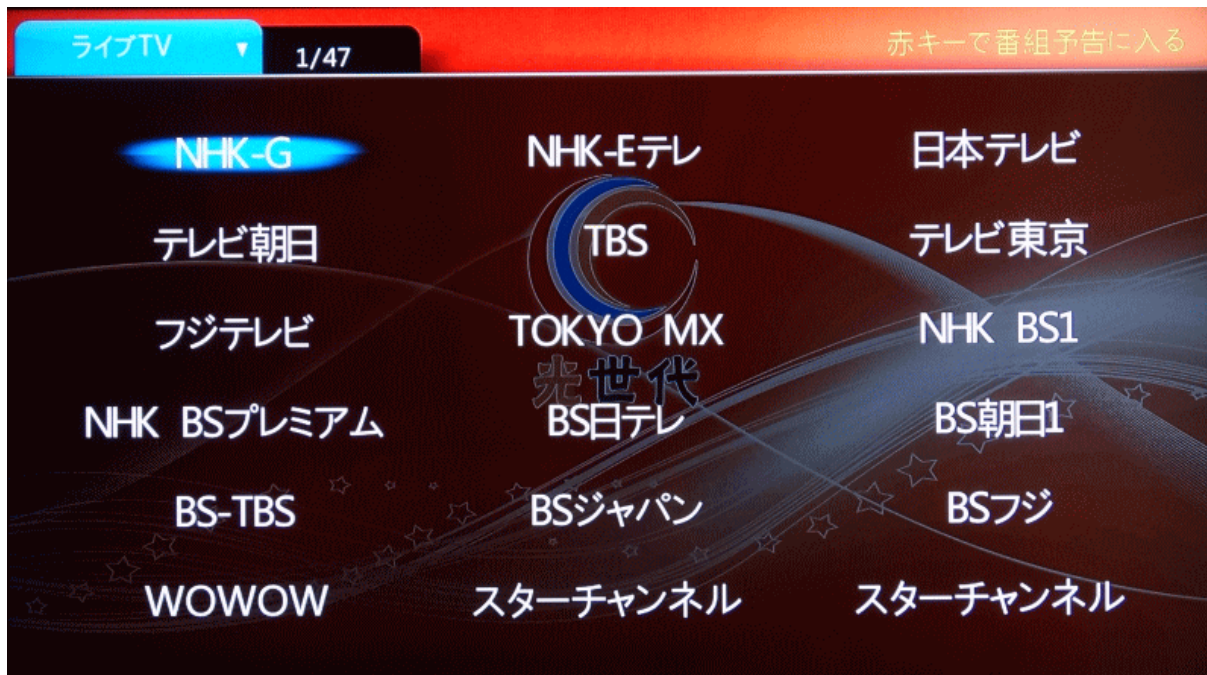 ライブTV ▼ 1/47 赤キーで番組予告に入る
NHK-G NHK-Eテレ 日本テレビ
テレビ朝日 TBS テレビ東京
フジテレビ TOKYO MX NHK BS1
光世代
NHK BSプレミアム BS日テレ BS朝日1
BS-TBS BSジャパン BSフジ
WOWOW スターチャンネル スターチャンネル